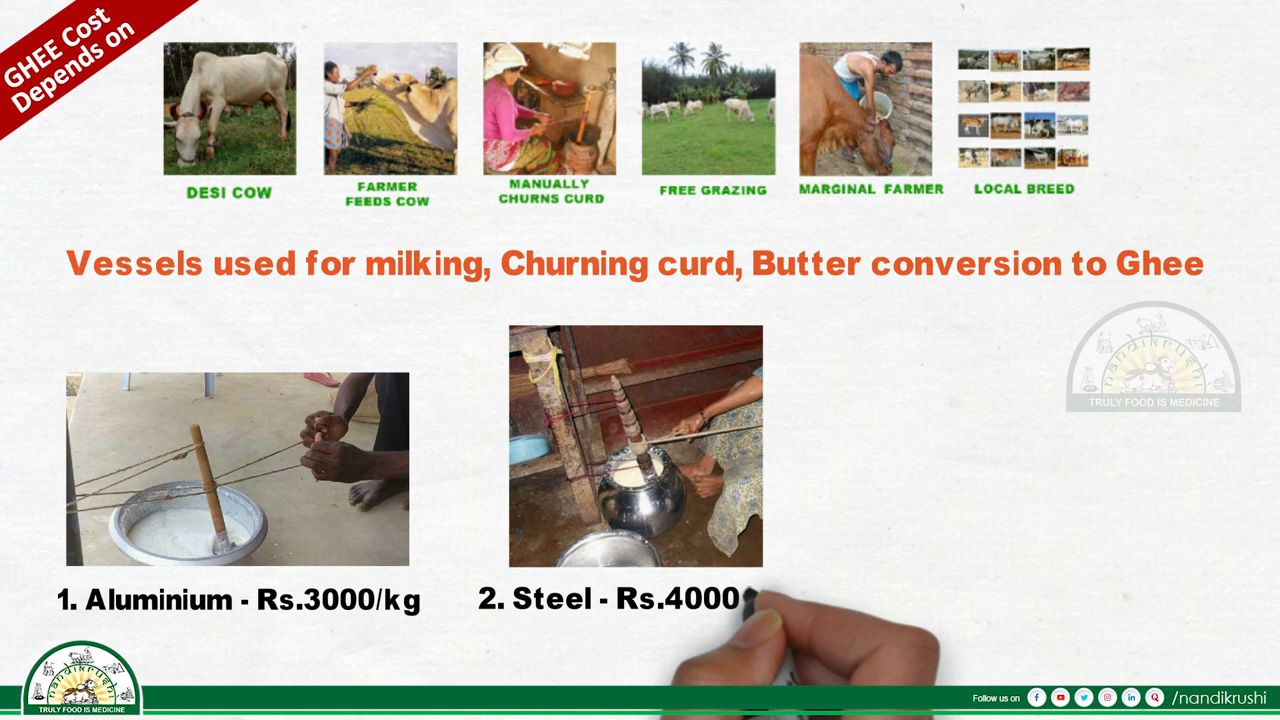 GHEE Cost
Depends on
DESI COW
FARMER
FEEDS COW
MANUALLY
CHURNS CURD
FREE GRAZING
MARGINAL FARMER
LOCAL BREED
Vessels used for milking, Churning curd, Butter conversion to Ghee
nandikrushi
TRULY FOOD IS MEDICINE
1. Aluminium - Rs.3000/kg
2. Steel - Rs.4000
nandikrushi
TRULY FOOD IS MEDICINE
Follow us on
/nandikrushi